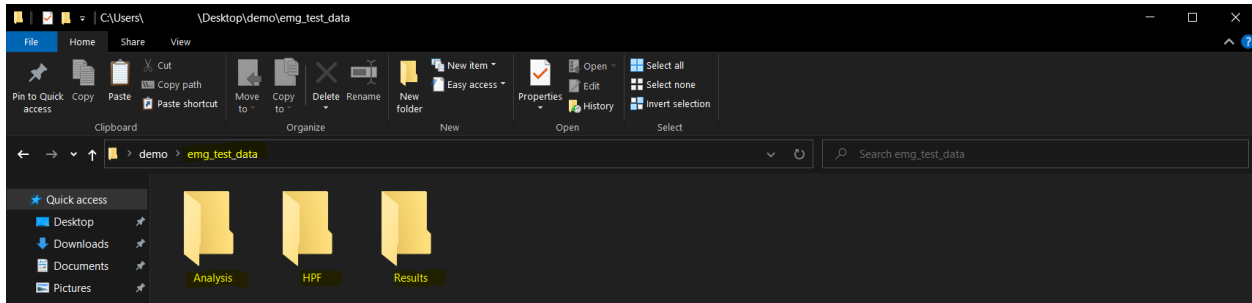 C:\Users\ \Desktop\demo\emg_test_data
File Home Share View
Pin to Quick access
Copy
Paste
Cut
Copy path
Paste shortcut
Clipboard
Move to
Copy to
Delete
Rename
Organize
New folder
New item
Easy access
New
Properties
Open
Edit
History
Open
Select all
Select none
Invert selection
Select
demo > emg_test_data
Search emg_test_data
Quick access
Desktop
Downloads
Documents
Pictures
Analysis
HPF
Results